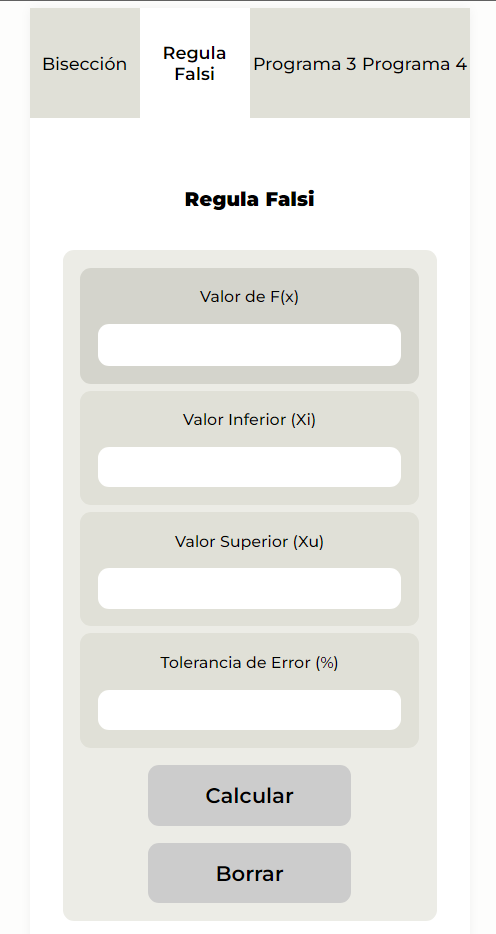 Bisección
Regula
Falsi
Programa 3
Programa 4
Regula Falsi
Valor de F(x)
Valor Inferior (Xi)
Valor Superior (Xu)
Tolerancia de Error (%)
Calcular
Borrar